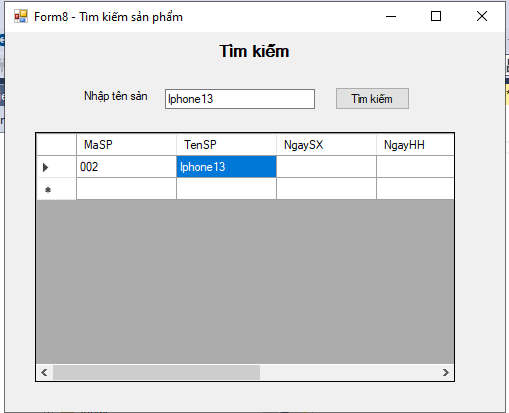 Form8 - Tìm kiếm sản phẩm
Tìm kiếm
Nhập tên sản Iphone13 Tìm kiếm
MaSP TenSP NgaySX NgayHH
002 Iphone13